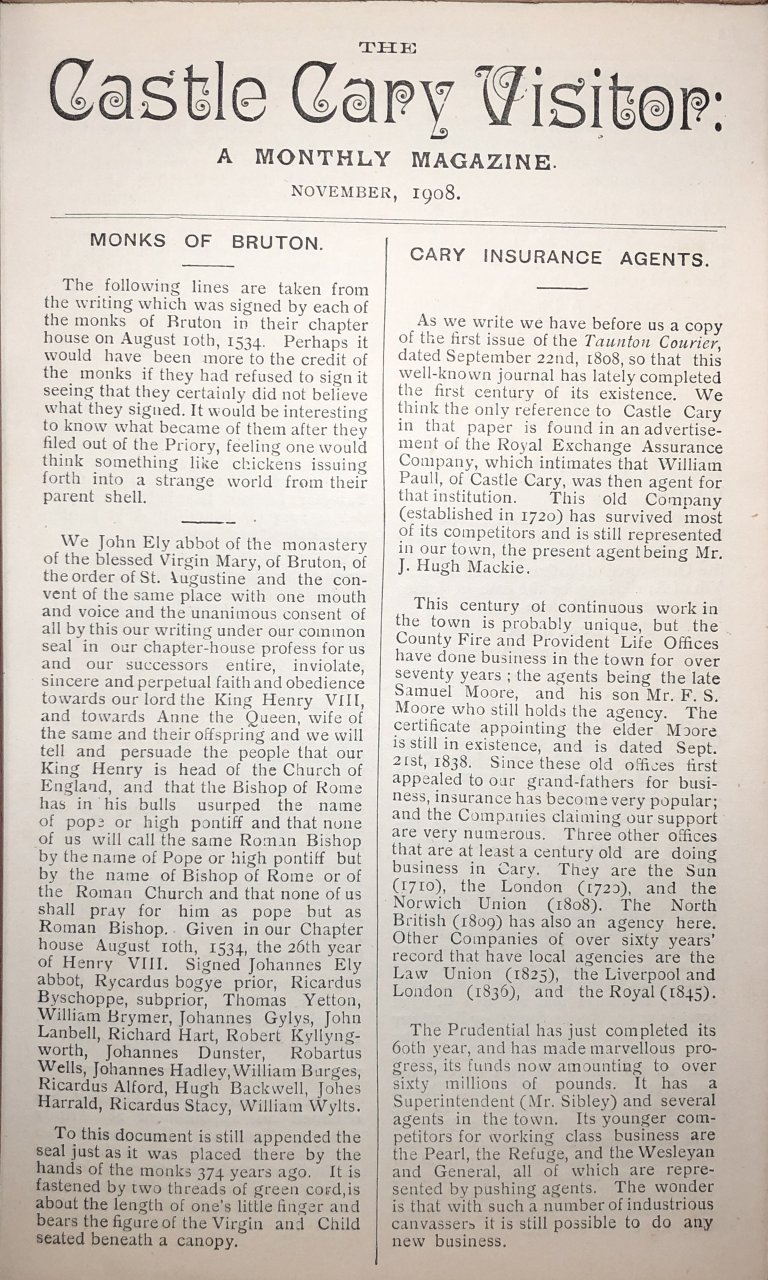 THE
Castle Cary Visitor:
A MONTHLY MAGAZINE.
NOVEMBER, 1908.
MONKS OF BRUTON.
The following lines are taken from
the writing which was signed by each of
the monks of Bruton in their chapter
house on August 10th, 1534. Perhaps it
would have been more to the credit of
the monks if they had refused to sign it
seeing that they certainly did not believe
what they signed. It would be interesting
to know what became of them after they
filed out of the Priory, feeling one would
think something like chickens issuing
forth into a strange world from their
parent shell.
We John Ely abbot of the monastery
of the blessed Virgin Mary, of Bruton, of
the order of St. Augustine and the con-
vent of the same place with one mouth
and voice and the unanimous consent of
all by this our writing under our common
seal in our chapter-house profess for us
and our successors entire, inviolate,
sincere and perpetual faith and obedience
towards our lord the King Henry VIII,
and towards Anne the Queen, wife of
the same and their offspring and we will
tell and persuade the people that our
King Henry is head of the Church of
England, and that the Bishop of Rome
has in his bulls usurped the name
of pope or high pontiff and that none
of us will call the same Roman Bishop
by the name of Pope or high pontiff but
by the name of Bishop of Rome or of
the Roman Church and that none of us
shall pray for him as pope but as
Roman Bishop. Given in our Chapter
house August 10th, 1534, the 26th year
of Henry VIII. Signed Johannes Ely
abbot, Rycardus bogye prior, Ricardus
Byschoppe, subprior, Thomas Yetton,
William Brymer, Johannes Gylys, John
Lanbell, Richard Hart, Robert Kyllyng-
worth, Johannes Dunster, Robartus
Wells, Johannes Hadley, William Burges,
Ricardus Alford, Hugh Backwell, Johes
Harrald, Ricardus Stacy, William Wylts.
To this document is still appended the
seal just as it was placed there by the
hands of the monks 374 years ago. It is
fastened by two threads of green cord, is
about the length of one's little finger and
bears the figure of the Virgin and Child
seated beneath a canopy.
CARY INSURANCE AGENTS.
As we write we have before us a copy
of the first issue of the Taunton Courier,
dated September 22nd, 1808, so that this
well-known journal has lately completed
the first century of its existence. We
think the only reference to Castle Cary
in that paper is found in an advertise-
ment of the Royal Exchange Assurance
Company, which intimates that William
Paull, of Castle Cary, was then agent for
that institution. This old Company
(established in 1720) has survived most
of its competitors and is still represented
in our town, the present agent being Mr.
J. Hugh Mackie.
This century of continuous work in
the town is probably unique, but the
County Fire and Provident Life Offices
have done business in the town for over
seventy years ; the agents being the late
Samuel Moore, and his son Mr. F. S.
Moore who still holds the agency. The
certificate appointing the elder Moore
is still in existence, and is dated Sept.
21st, 1838. Since these old offices first
appealed to our grand-fathers for busi-
ness, insurance has become very popular;
and the Companies claiming our support
are very numerous. Three other offices
that are at least a century old are doing
business in Cary. They are the Sun
(1710), the London (1720), and the
Norwich Union (1808). The North
British (1809) has also an agency here.
Other Companies of over sixty years'
record that have local agencies are the
Law Union (1825), the Liverpool and
London (1836), and the Royal (1845).
The Prudential has just completed its
60th year, and has made marvellous pro-
gress, its funds now amounting to over
sixty millions of pounds. It has a
Superintendent (Mr. Sibley) and several
agents in the town. Its younger com-
petitors for working class business are
the Pearl, the Refuge, and the Wesleyan
and General, all of which are repre-
sented by pushing agents. The wonder
is that with such a number of industrious
canvassers it is still possible to do any
new business.